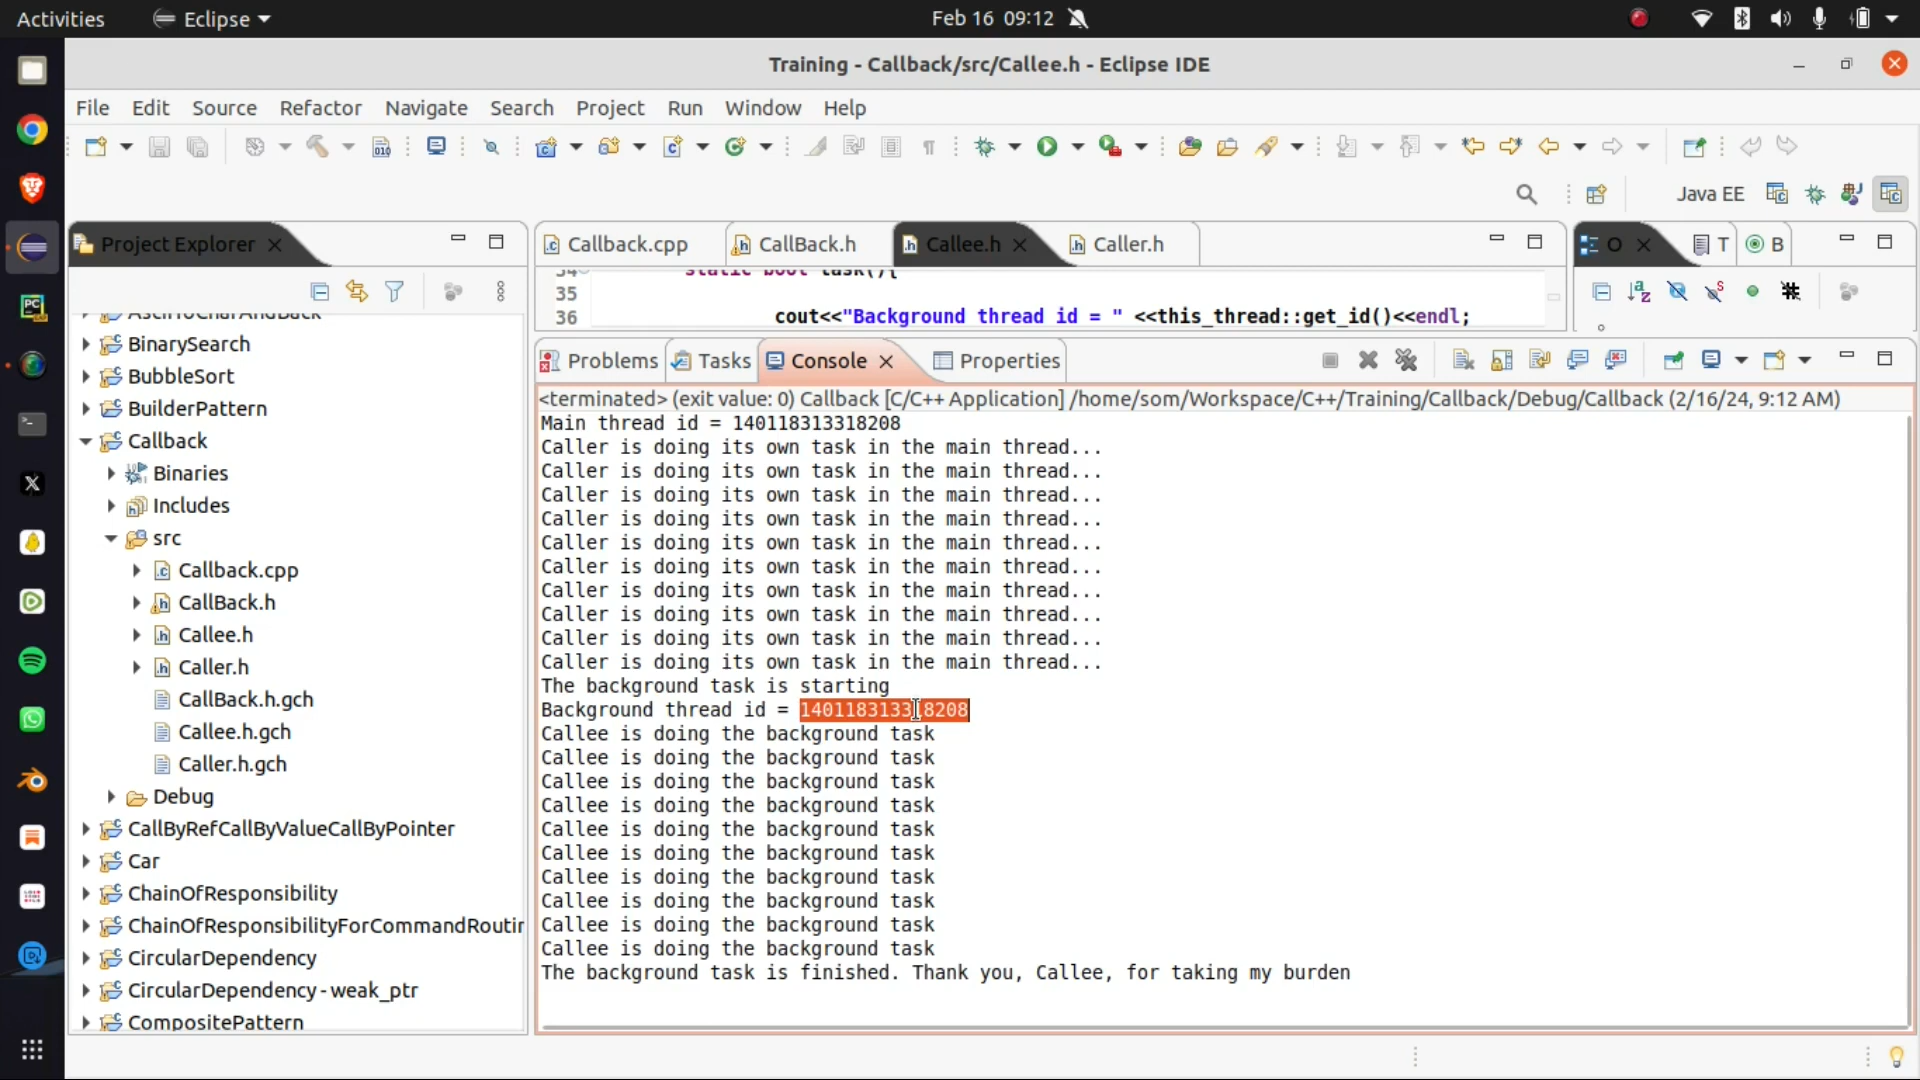 Activities
Eclipse
Feb 16 09:12
Training - Callback/src/Callee.h - Eclipse IDE
File Edit Source Refactor Navigate Search Project Run Window Help
Java EE
Project Explorer
Callback.cpp
CallBack.h
Callee.h
Caller.h
O
T
B
34 static bool task(){
35
36 cout<<"Background thread id = " <<this_thread::get_id()<<endl;
AsciiToCharAndBack
BinarySearch
BubbleSort
BuilderPattern
Callback
Binaries
Includes
src
Callback.cpp
CallBack.h
Callee.h
Caller.h
CallBack.h.gch
Callee.h.gch
Caller.h.gch
Debug
CallByRefCallByValueCallByPointer
Car
ChainOfResponsibility
ChainOfResponsibilityForCommandRoutin
CircularDependency
CircularDependency - weak_ptr
CompositePattern
Problems
Tasks
Console
Properties
<terminated> (exit value: 0) Callback [C/C++ Application] /home/som/Workspace/C++/Training/Callback/Debug/Callback (2/16/24, 9:12 AM)
Main thread id = 140118313318208
Caller is doing its own task in the main thread...
Caller is doing its own task in the main thread...
Caller is doing its own task in the main thread...
Caller is doing its own task in the main thread...
Caller is doing its own task in the main thread...
Caller is doing its own task in the main thread...
Caller is doing its own task in the main thread...
Caller is doing its own task in the main thread...
Caller is doing its own task in the main thread...
Caller is doing its own task in the main thread...
The background task is starting
Background thread id = 140118313318208
Callee is doing the background task
Callee is doing the background task
Callee is doing the background task
Callee is doing the background task
Callee is doing the background task
Callee is doing the background task
Callee is doing the background task
Callee is doing the background task
Callee is doing the background task
Callee is doing the background task
The background task is finished. Thank you, Callee, for taking my burden